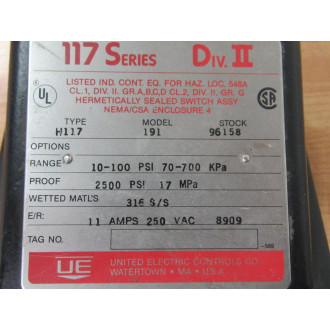 117 SERIES DIV. II
LISTED IND. CONT. EQ. FOR HAZ. LOC. 548A
CL.1, DIV. II, GR.A,B,C,D CL.2, DIV. II, GR. G
HERMETICALLY SEALED SWITCH ASSY
NEMA/CSA ENCLOSURE 4
UL
SA
TYPE MODEL STOCK
H117 191 96158
OPTIONS
RANGE 10-100 PSI 70-700 KPa
PROOF 2500 PSI 17 MPa
WETTED MATL'S 316 S/S
E/R: 11 AMPS 250 VAC 8909
TAG NO.
UE UNITED ELECTRIC CONTROLS CO
WATERTOWN • MA • USA